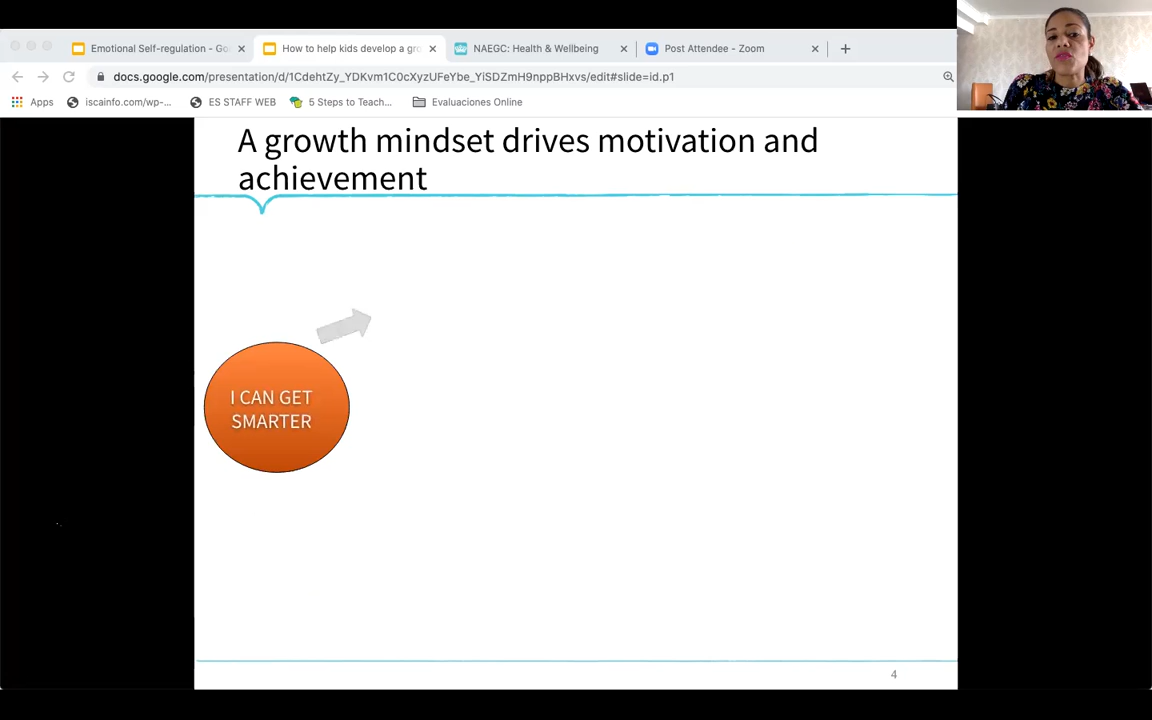 Emotional Self-regulation - Go
How to help kids develop a gro
NAEGC: Health & Wellbeing
Post Attendee - Zoom
docs.google.com/presentation/d/1CdehtZy_YDKvm1C0cXyzUFeYbe_YiSDZmH9nppBHxvs/edit#slide=id.p1
Apps
iscainfo.com/wp-...
ES STAFF WEB
5 Steps to Teach...
Evaluaciones Online
A growth mindset drives motivation and
achievement
I CAN GET
SMARTER
4